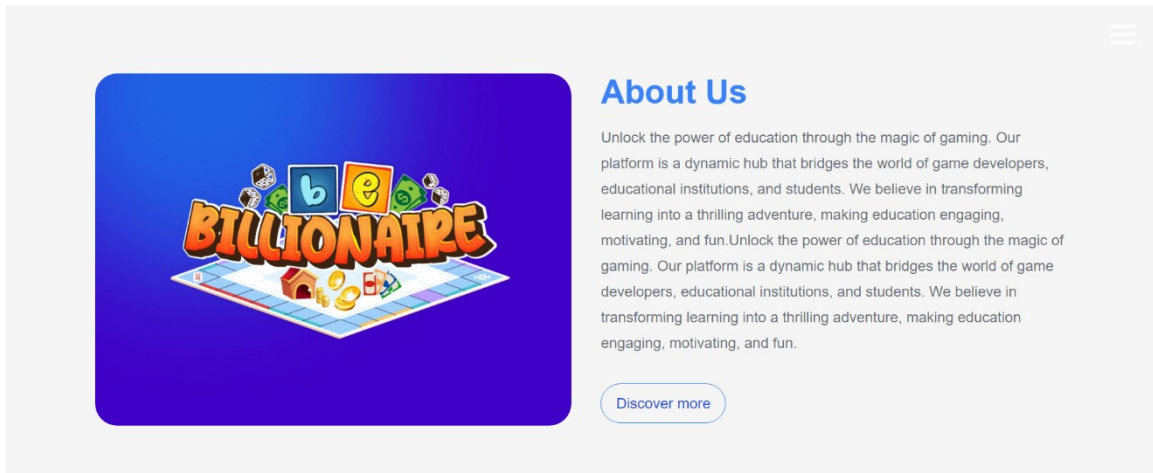 be
BILLIONAIRE
About Us
Unlock the power of education through the magic of gaming. Our
platform is a dynamic hub that bridges the world of game developers,
educational institutions, and students. We believe in transforming
learning into a thrilling adventure, making education engaging,
motivating, and fun.Unlock the power of education through the magic of
gaming. Our platform is a dynamic hub that bridges the world of game
developers, educational institutions, and students. We believe in
transforming learning into a thrilling adventure, making education
engaging, motivating, and fun.
Discover more